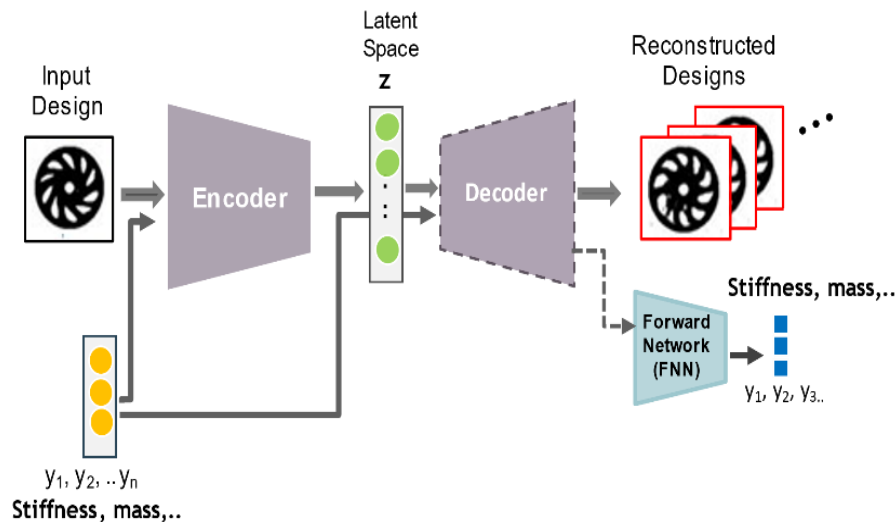 Latent
Space
z
Reconstructed
Designs
Input
Design
Encoder
Decoder
Stiffness, mass,..
Forward
Network
(FNN)
y₁, y₂, y₃..
y₁, y₂, ..yₙ
Stiffness, mass,..